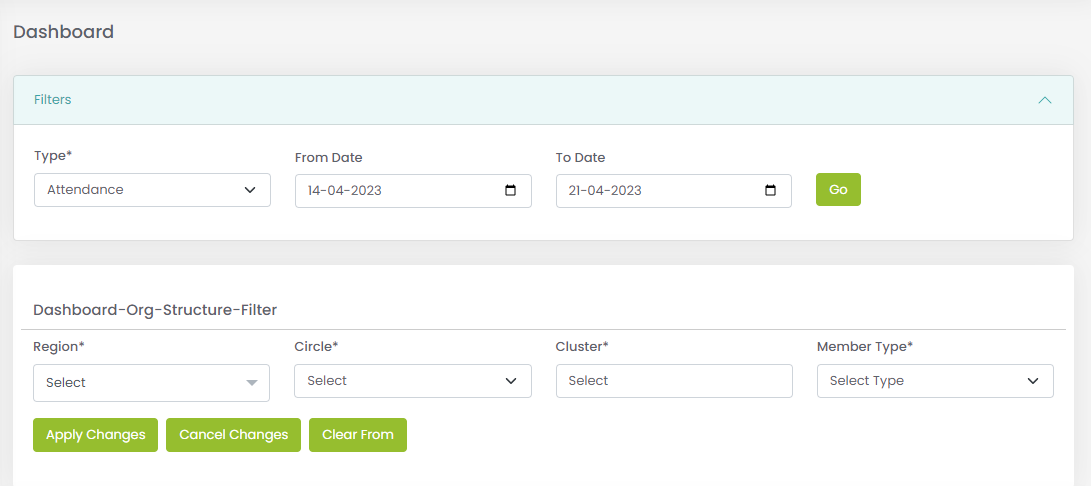 Dashboard
Filters
Type* From Date To Date
Attendance 14-04-2023 21-04-2023 Go
Dashboard-Org-Structure-Filter
Region* Circle* Cluster* Member Type*
Select Select Select Select Type
Apply Changes Cancel Changes Clear From